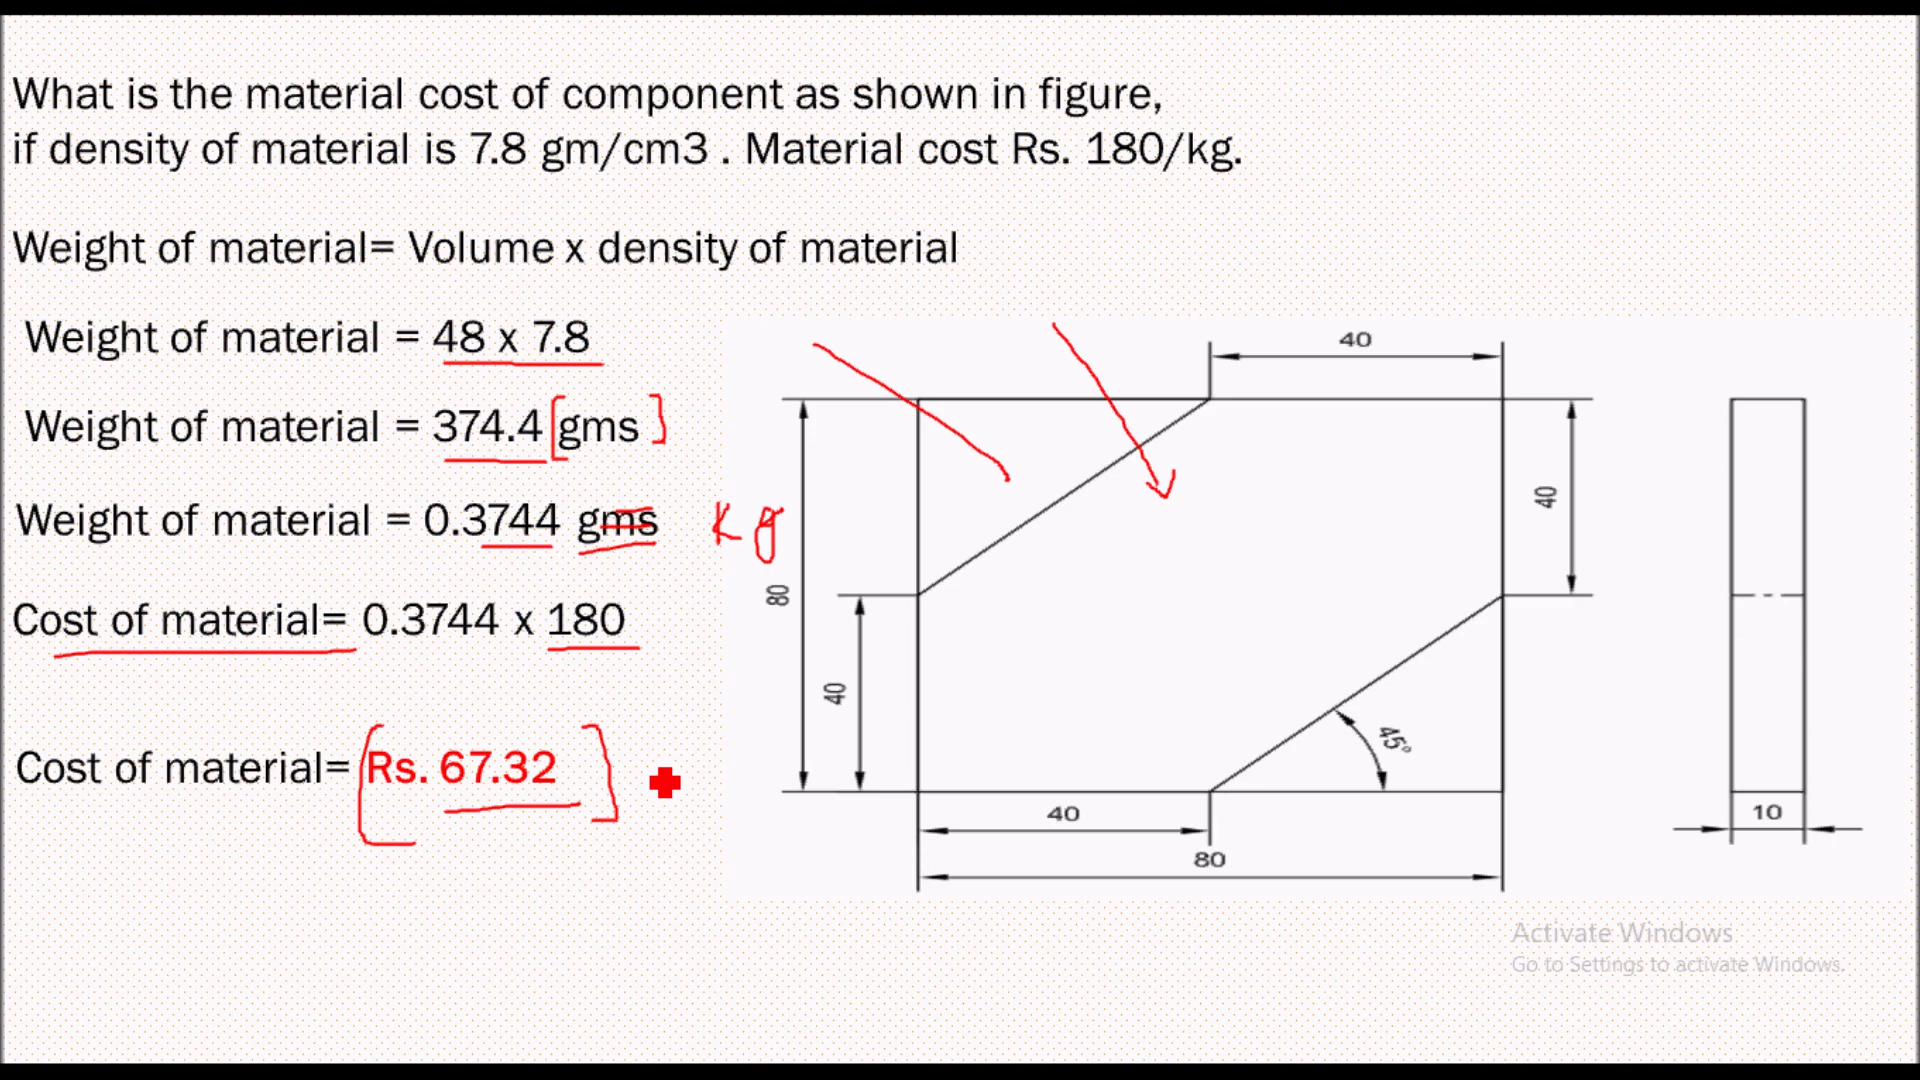 What is the material cost of component as shown in figure,
if density of material is 7.8 gm/cm3 . Material cost Rs. 180/kg.
Weight of material= Volume x density of material
Weight of material = 48 x 7.8
Weight of material = 374.4 [gms]
Weight of material = 0.3744 gms kg
Cost of material= 0.3744 x 180
Cost of material= [Rs. 67.32]
40
40
80
40
45°
40
80
10
Activate Windows
Go to Settings to activate Windows.